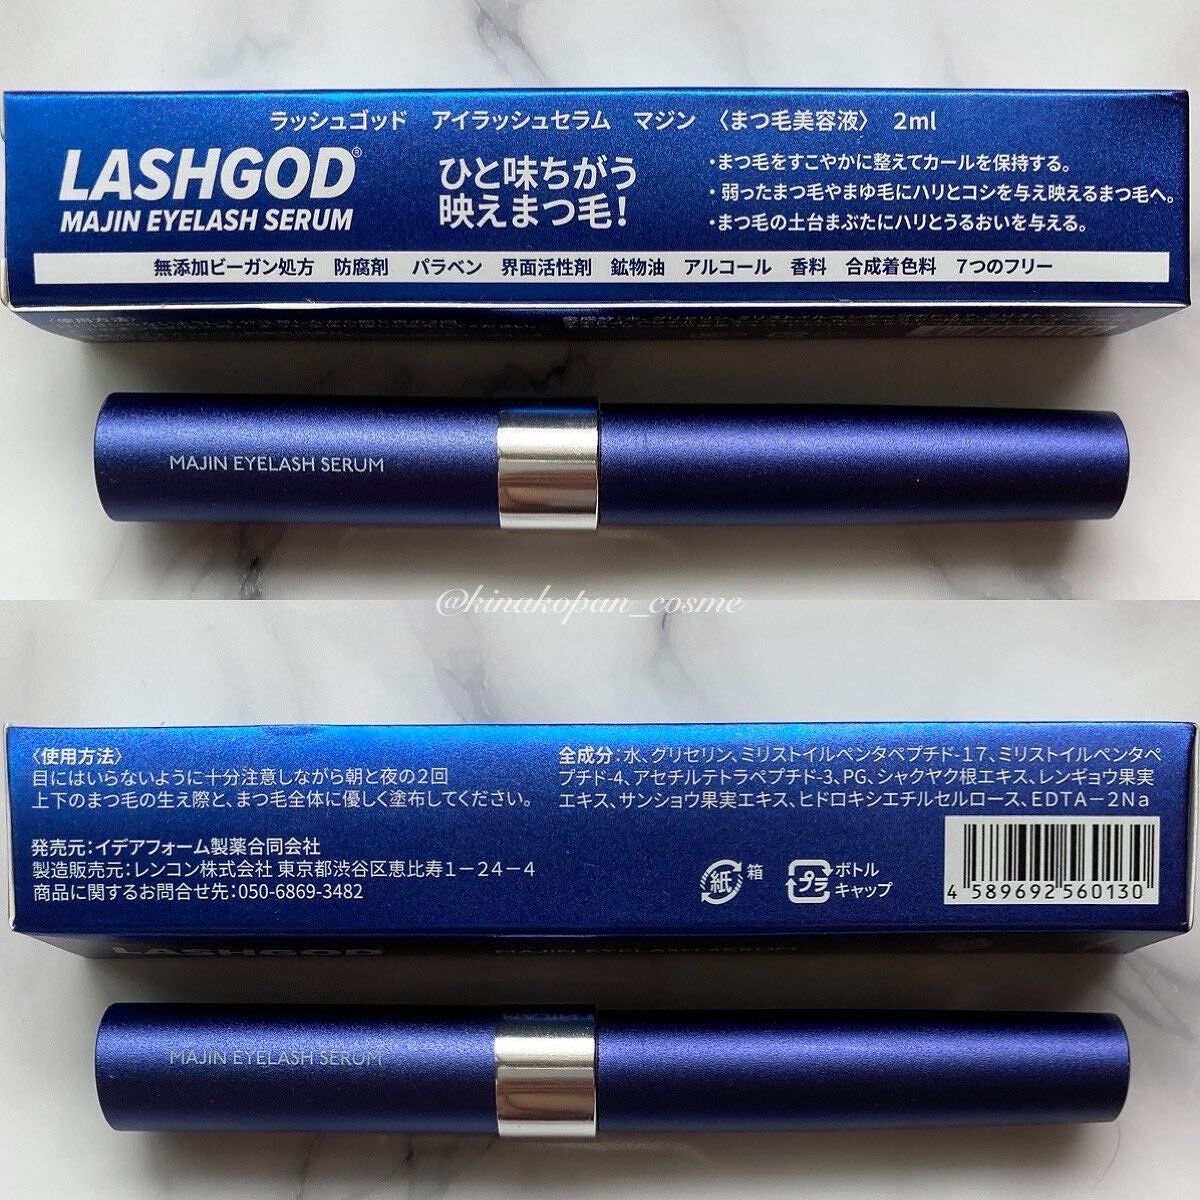 ラッシュゴッド アイラッシュセラム マジン 〈まつ毛美容液〉 2ml
LASHGOD®
MAJIN EYELASH SERUM
ひと味ちがう
映えまつ毛!
・まつ毛をすこやかに整えてカールを保持する。
・弱ったまつ毛やまゆ毛にハリとコシを与え映えるまつ毛へ。
・まつ毛の土台まぶたにハリとうるおいを与える。
無添加ビーガン処方 防腐剤 パラベン 界面活性剤 鉱物油 アルコール 香料 合成着色料 7つのフリー
MAJIN EYELASH SERUM
@kinakopan_cosme
〈使用方法〉
目にはいらないように十分注意しながら朝と夜の2回
上下のまつ毛の生え際と、まつ毛全体に優しく塗布してください。
発売元：イデアフォーム製薬合同会社
製造販売元：レンコン株式会社 東京都渋谷区恵比寿1－24－4
商品に関するお問合せ先：050-6869-3482
全成分：水、グリセリン、ミリストイルペンタペプチド-17、ミリストイルペンタペ
プチド-4、アセチルテトラペプチド-3、PG、シャクヤク根エキス、レンギョウ果実
エキス、サンショウ果実エキス、ヒドロキシエチルセルロース、EDTA－2Na
紙 箱
プラ ボトル
キャップ
4 589692 560130
LASHGOD
MAJIN EYELASH SERUM
MAJIN EYELASH SERUM